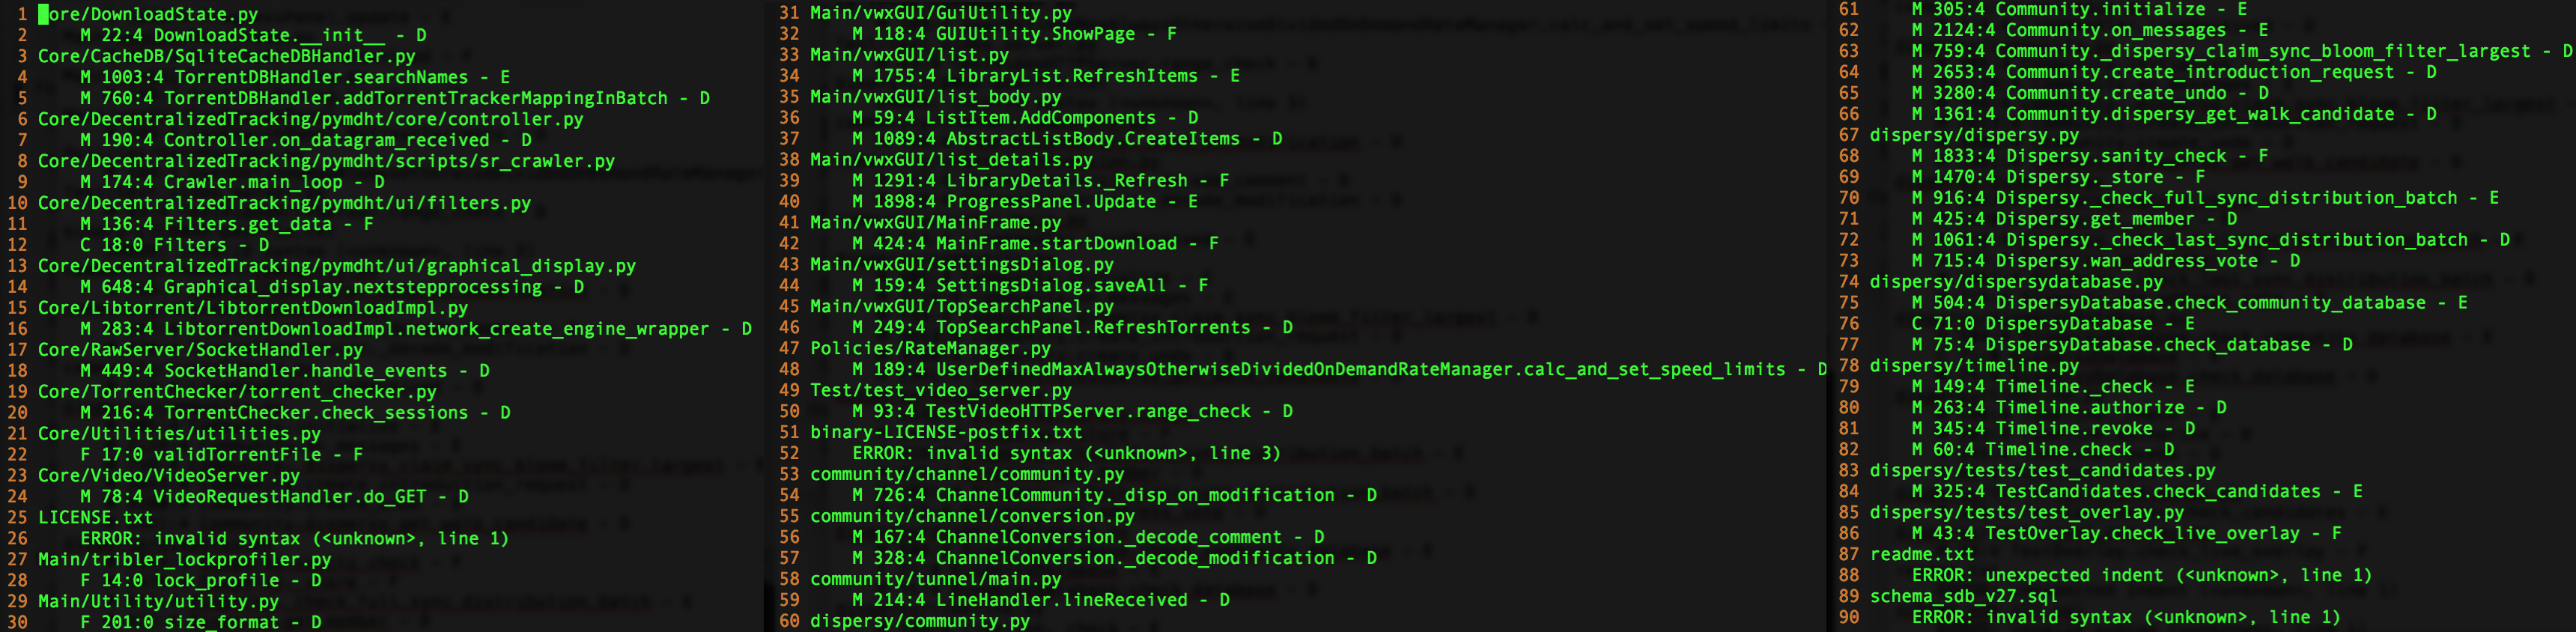 1 Core/DownloadState.py
2 M 22:4 DownloadState.__init__ - D
3 Core/CacheDB/SqliteCacheDBHandler.py
4 M 1003:4 TorrentDBHandler.searchNames - E
5 M 760:4 TorrentDBHandler.addTorrentTrackerMappingInBatch - D
6 Core/DecentralizedTracking/pymdht/core/controller.py
7 M 190:4 Controller.on_datagram_received - D
8 Core/DecentralizedTracking/pymdht/scripts/sr_crawler.py
9 M 174:4 Crawler.main_loop - D
10 Core/DecentralizedTracking/pymdht/ui/filters.py
11 M 136:4 Filters.get_data - F
12 C 18:0 Filters - D
13 Core/DecentralizedTracking/pymdht/ui/graphical_display.py
14 M 648:4 Graphical_display.nextstepprocessing - D
15 Core/Libtorrent/LibtorrentDownloadImpl.py
16 M 283:4 LibtorrentDownloadImpl.network_create_engine_wrapper - D
17 Core/RawServer/SocketHandler.py
18 M 449:4 SocketHandler.handle_events - D
19 Core/TorrentChecker/torrent_checker.py
20 M 216:4 TorrentChecker.check_sessions - D
21 Core/Utilities/utilities.py
22 F 17:0 validTorrentFile - F
23 Core/Video/VideoServer.py
24 M 78:4 VideoRequestHandler.do_GET - D
25 LICENSE.txt
26 ERROR: invalid syntax (<unknown>, line 1)
27 Main/tribler_lockprofiler.py
28 F 14:0 lock_profile - D
29 Main/Utility/utility.py
30 F 201:0 size_format - D
31 Main/vwxGUI/GuiUtility.py
32 M 118:4 GUIUtility.ShowPage - F
33 Main/vwxGUI/list.py
34 M 1755:4 LibraryList.RefreshItems - E
35 Main/vwxGUI/list_body.py
36 M 59:4 ListItem.AddComponents - D
37 M 1089:4 AbstractListBody.CreateItems - D
38 Main/vwxGUI/list_details.py
39 M 1291:4 LibraryDetails._Refresh - F
40 M 1898:4 ProgressPanel.Update - E
41 Main/vwxGUI/MainFrame.py
42 M 424:4 MainFrame.startDownload - F
43 Main/vwxGUI/settingsDialog.py
44 M 159:4 SettingsDialog.saveAll - F
45 Main/vwxGUI/TopSearchPanel.py
46 M 249:4 TopSearchPanel.RefreshTorrents - D
47 Policies/RateManager.py
48 M 189:4 UserDefinedMaxAlwaysOtherwiseDividedOnDemandRateManager.calc_and_set_speed_limits - D
49 Test/test_video_server.py
50 M 93:4 TestVideoHTTPServer.range_check - D
51 binary-LICENSE-postfix.txt
52 ERROR: invalid syntax (<unknown>, line 3)
53 community/channel/community.py
54 M 726:4 ChannelCommunity._disp_on_modification - D
55 community/channel/conversion.py
56 M 167:4 ChannelConversion._decode_comment - D
57 M 328:4 ChannelConversion._decode_modification - D
58 community/tunnel/main.py
59 M 214:4 LineHandler.lineReceived - D
60 dispersy/community.py
61 M 305:4 Community.initialize - E
62 M 2124:4 Community.on_messages - E
63 M 759:4 Community._dispersy_claim_sync_bloom_filter_largest - D
64 M 2653:4 Community.create_introduction_request - D
65 M 3280:4 Community.create_undo - D
66 M 1361:4 Community.dispersy_get_walk_candidate - D
67 dispersy/dispersy.py
68 M 1833:4 Dispersy.sanity_check - F
69 M 1470:4 Dispersy._store - F
70 M 916:4 Dispersy._check_full_sync_distribution_batch - E
71 M 425:4 Dispersy.get_member - D
72 M 1061:4 Dispersy._check_last_sync_distribution_batch - D
73 M 715:4 Dispersy.wan_address_vote - D
74 dispersy/dispersydatabase.py
75 M 504:4 DispersyDatabase.check_community_database - E
76 C 71:0 DispersyDatabase - E
77 M 75:4 DispersyDatabase.check_database - D
78 dispersy/timeline.py
79 M 149:4 Timeline._check - E
80 M 263:4 Timeline.authorize - D
81 M 345:4 Timeline.revoke - D
82 M 60:4 Timeline.check - D
83 dispersy/tests/test_candidates.py
84 M 325:4 TestCandidates.check_candidates - E
85 dispersy/tests/test_overlay.py
86 M 43:4 TestOverlay.check_live_overlay - F
87 readme.txt
88 ERROR: unexpected indent (<unknown>, line 1)
89 schema_sdb_v27.sql
90 ERROR: invalid syntax (<unknown>, line 1)